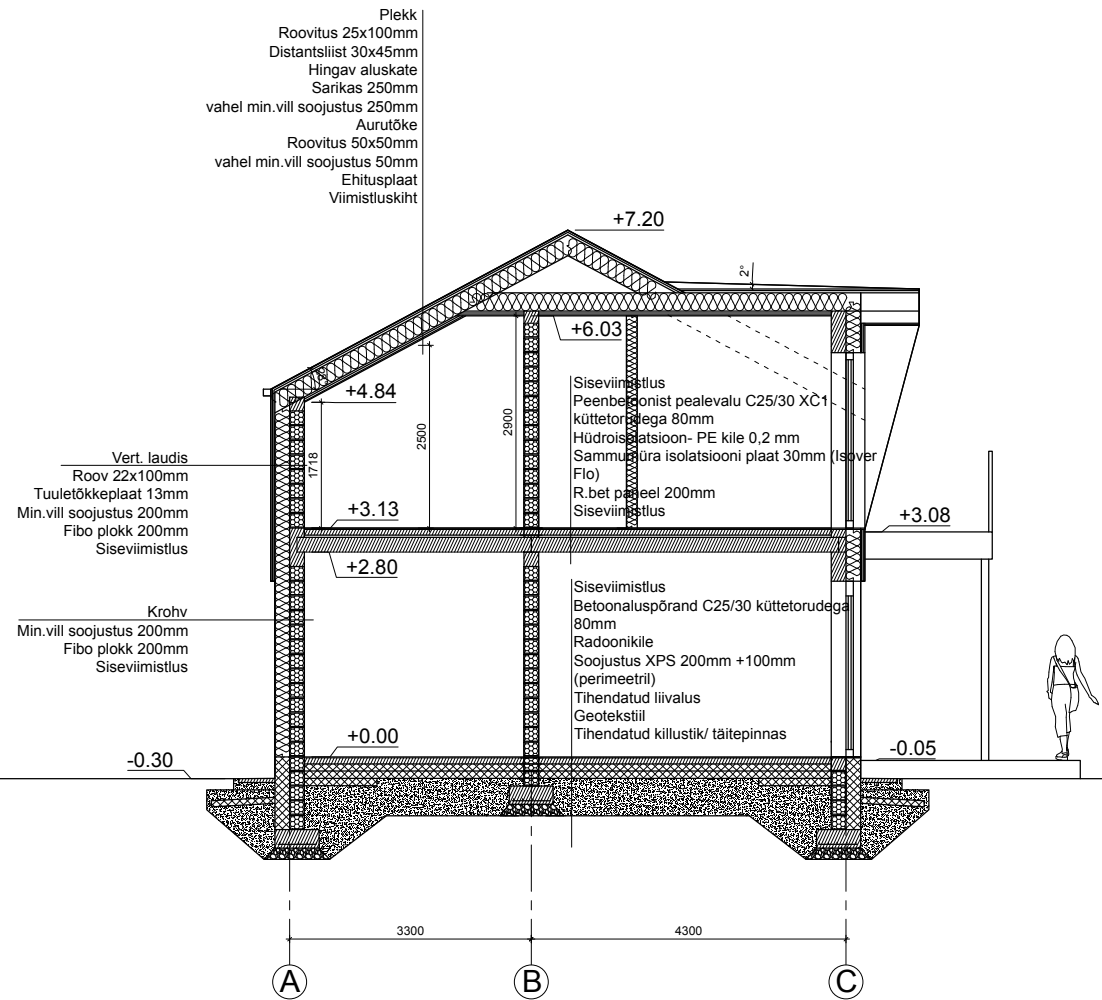 Plekk
Roovitus 25x100mm
Distantsliist 30x45mm
Hingav aluskate
Sarikas 250mm
vahel min.vill soojustus 250mm
Aurutõke
Roovitus 50x50mm
vahel min.vill soojustus 50mm
Ehitusplaat
Viimistluskiht
+7.20
2°
+6.03
+4.84
2900
2500
1718
Siseviimistlus
Peenbetoonist pealevalu C25/30 XC1
küttetorudega 80mm
Hüdroisolatsioon- PE kile 0,2 mm
Sammumüra isolatsiooni plaat 30mm (Isover
Flo)
R.bet paneel 200mm
Siseviimistlus
Vert. laudis
Roov 22x100mm
Tuuletõkkeplaat 13mm
Min.vill soojustus 200mm
Fibo plokk 200mm
Siseviimistlus
+3.13
+3.08
+2.80
Krohv
Min.vill soojustus 200mm
Fibo plokk 200mm
Siseviimistlus
Siseviimistlus
Betoonaluspõrand C25/30 küttetorudega
80mm
Radoonikile
Soojustus XPS 200mm +100mm
(perimeetril)
Tihendatud liivalus
Geotekstiil
Tihendatud killustik/ täitepinnas
+0.00
-0.30
-0.05
3300
4300
A
B
C